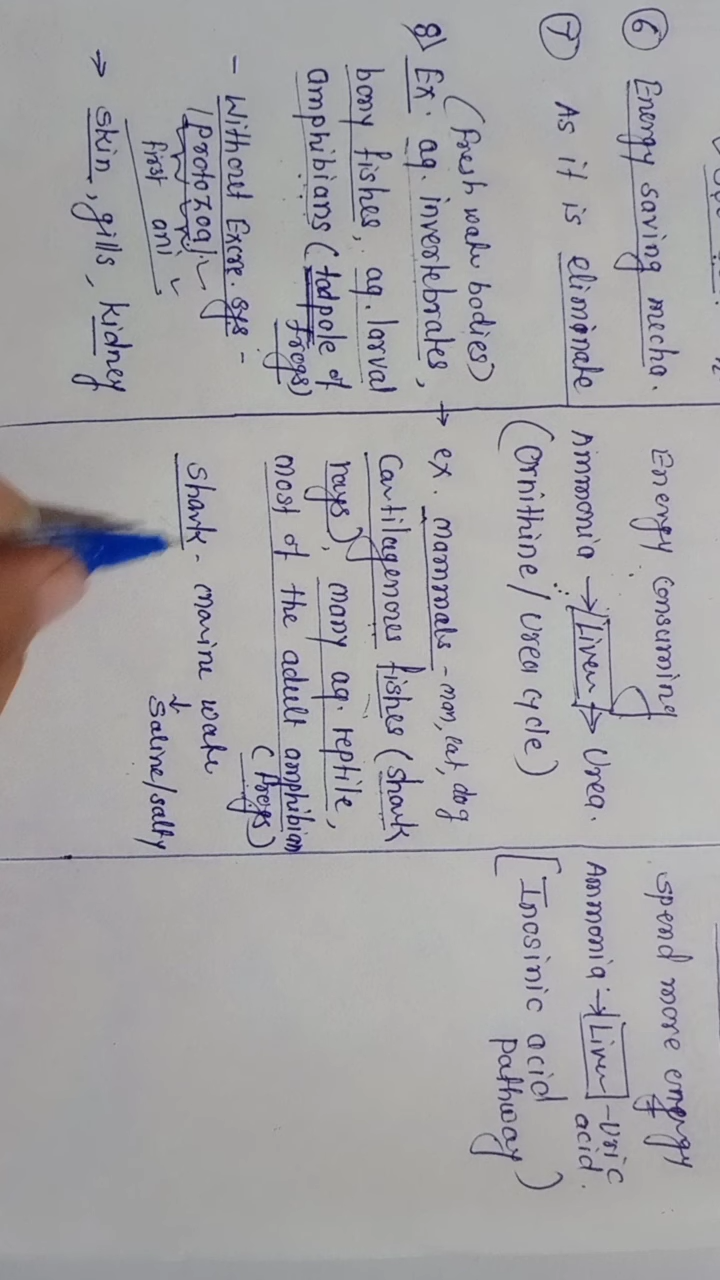 ⑥ Energy saving mecha.
⑦ As it is eliminate
(fresh wate bodies)
8) Ex. aq. invertebrates,
bony fishes, aq. larval
amphibians (tadpole of
frogs)
- Without Excre. sys -
(protozoa)
first ani
→ skin, gills, kidney
Energy consuming
Ammonia → Liver → Urea.
(Ornithine/Urea cycle)
→ ex. mammals - man, cat, dog
Cartilagenores fishes (shark
rays), many aq. reptile,
most of the adult amphibian
(frogs)
Shark - marine wate
↓
saline/salty
spend more energy
Ammonia → Liver - Uric
acid.
[Inosinic acid
pathway)